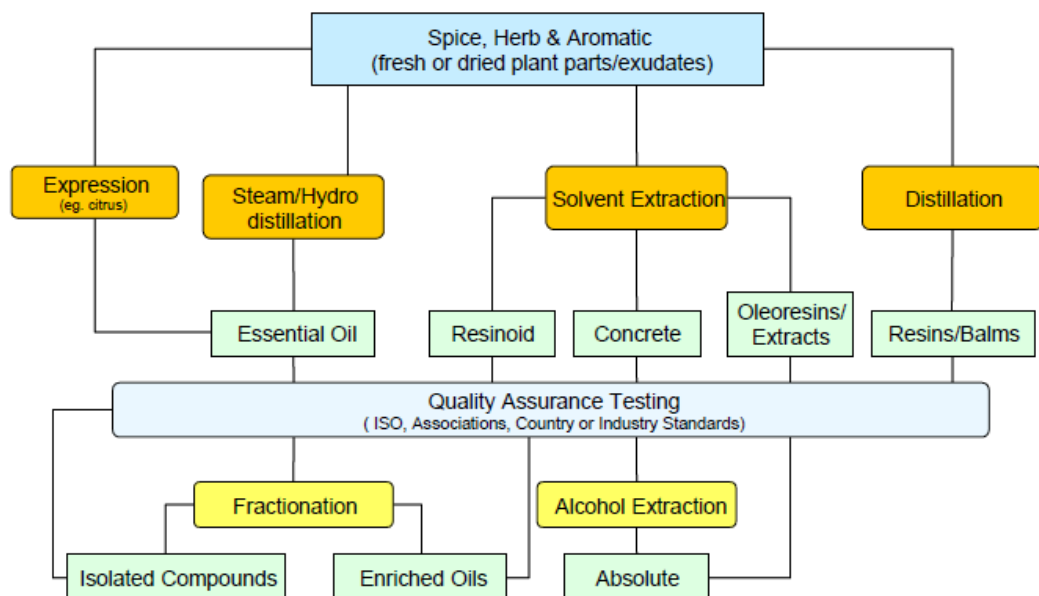 Spice, Herb & Aromatic
(fresh or dried plant parts/exudates)
Expression
(eg. citrus)
Steam/Hydro
distillation
Solvent Extraction
Distillation
Essential Oil
Resinoid
Concrete
Oleoresins/
Extracts
Resins/Balms
Quality Assurance Testing
( ISO, Associations, Country or Industry Standards)
Fractionation
Alcohol Extraction
Isolated Compounds
Enriched Oils
Absolute